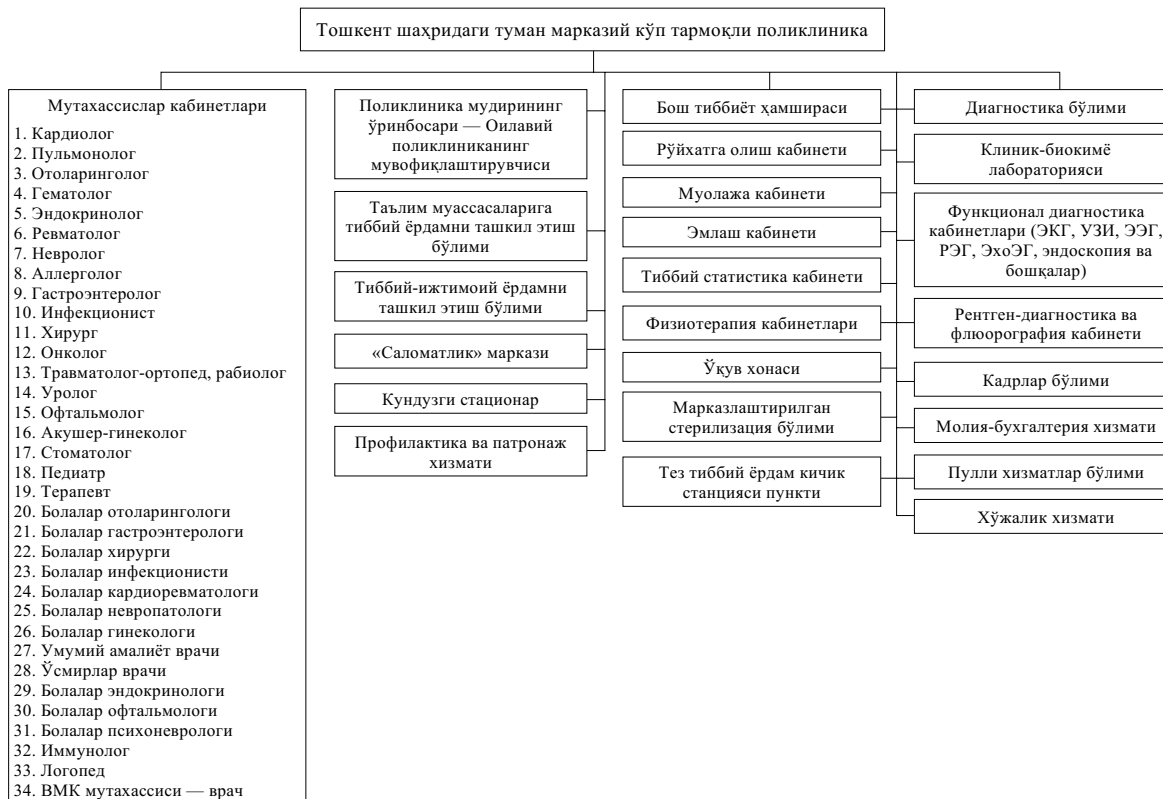 Тошкент шаҳридаги туман марказий кўп тармоқли поликлиника
Мутахассислар кабинетлари
1. Кардиолог
2. Пульмонолог
3. Отоларинголог
4. Гематолог
5. Эндокринолог
6. Ревматолог
7. Невролог
8. Аллерголог
9. Гастроэнтеролог
10. Инфекционист
11. Хирург
12. Онколог
13. Травматолог-ортопед, рабиолог
14. Уролог
15. Офтальмолог
16. Акушер-гинеколог
17. Стоматолог
18. Педиатр
19. Терапевт
20. Болалар отоларингологи
21. Болалар гастроэнтерологи
22. Болалар хирурги
23. Болалар инфекционисти
24. Болалар кардиоревматологи
25. Болалар невропатологи
26. Болалар гинекологи
27. Умумий амалиёт врачи
28. Ўсмирлар врачи
29. Болалар эндокринологи
30. Болалар офтальмологи
31. Болалар психоневрологи
32. Иммунолог
33. Логопед
34. ВМК мутахассиси — врач
Поликлиника мудирининг
ўринбосари — Оилавий
поликлиниканинг
мувофиқлаштирувчиси
Таълим муассасаларига
тиббий ёрдамни ташкил этиш
бўлими
Тиббий-ижтимоий ёрдамни
ташкил этиш бўлими
«Саломатлик» маркази
Кундузги стационар
Профилактика ва патронаж
хизмати
Бош тиббиёт ҳамшираси
Рўйхатга олиш кабинети
Муолажа кабинети
Эмлаш кабинети
Тиббий статистика кабинети
Физиотерапия кабинетлари
Ўқув хонаси
Марказлаштирилган
стерилизация бўлими
Тез тиббий ёрдам кичик
станцияси пункти
Диагностика бўлими
Клиник-биокимё
лабораторияси
Функционал диагностика
кабинетлари (ЭКГ, УЗИ, ЭЭГ,
РЭГ, ЭхоЭГ, эндоскопия ва
бошқалар)
Рентген-диагностика ва
флюорография кабинети
Кадрлар бўлими
Молия-бухгалтерия хизмати
Пулли хизматлар бўлими
Хўжалик хизмати